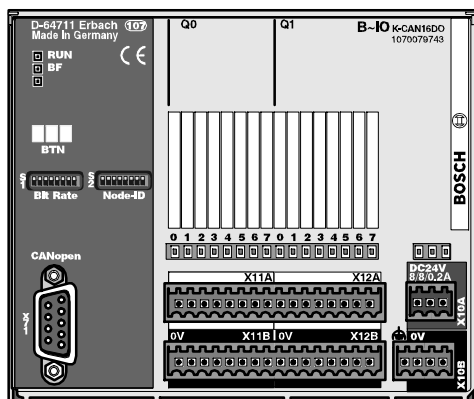 D-64711 Erbach 107
Made In Germany
CE
RUN
BF
BTN
S1
Bit Rate
S2
Node-ID
CANopen
X71
Q0
Q1
B~IO K-CAN16DO
1070079743
BOSCH
0 1 2 3 4 5 6 7 0 1 2 3 4 5 6 7
X11A
X12A
DC24V
8/8/0,2A
X10A
0V
X11B
0V
X12B
0V
X10B